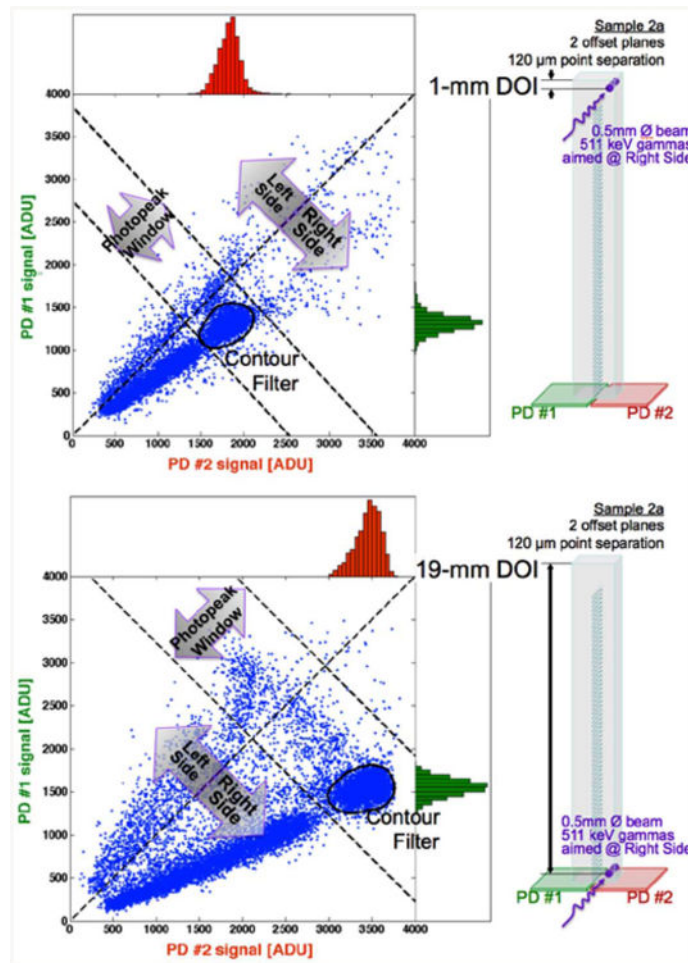 Sample 2a
2 offset planes
120 µm point separation
1-mm DOI
0.5mm Ø beam
511 keV gammas
aimed @ Right Side
4000
3500
3000
2500
2000
1500
1000
500
0
PD #1 signal [ADU]
Photopeak
Window
Left Side
Right Side
Contour
Filter
0
500
1000
1500
2000
2500
3000
3500
4000
PD #2 signal [ADU]
PD #1
PD #2
Sample 2a
2 offset planes
120 µm point separation
19-mm DOI
4000
3500
3000
2500
2000
1500
1000
500
0
PD #1 signal [ADU]
Photopeak
Window
Left Side
Right Side
Contour
Filter
0.5mm Ø beam
511 keV gammas
aimed @ Right Side
0
500
1000
1500
2000
2500
3000
3500
4000
PD #2 signal [ADU]
PD #1
PD #2